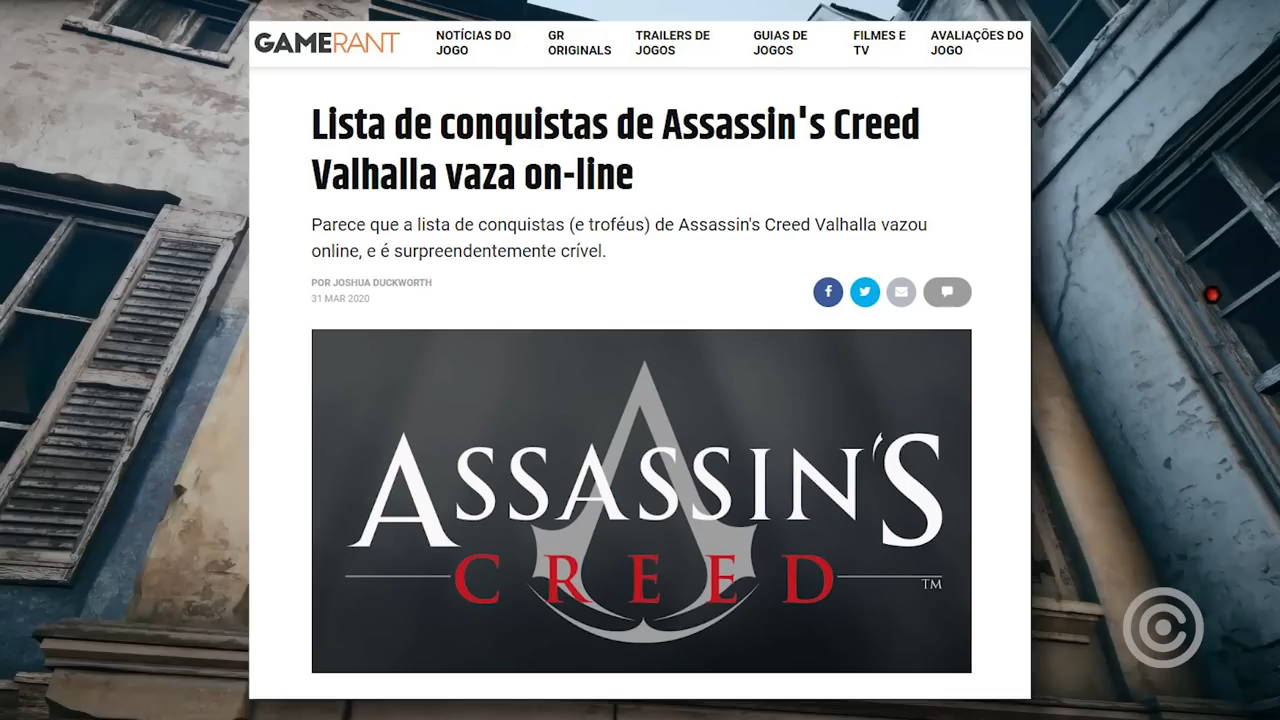 GAMERANT
NOTÍCIAS DO
JOGO
GR
ORIGINALS
TRAILERS DE
JOGOS
GUIAS DE
JOGOS
FILMES E
TV
AVALIAÇÕES DO
JOGO
Lista de conquistas de Assassin's Creed
Valhalla vaza on-line
Parece que a lista de conquistas (e troféus) de Assassin's Creed Valhalla vazou
online, e é surpreendentemente crível.
POR JOSHUA DUCKWORTH
31 MAR 2020
ASSASSIN'S
CREED
TM